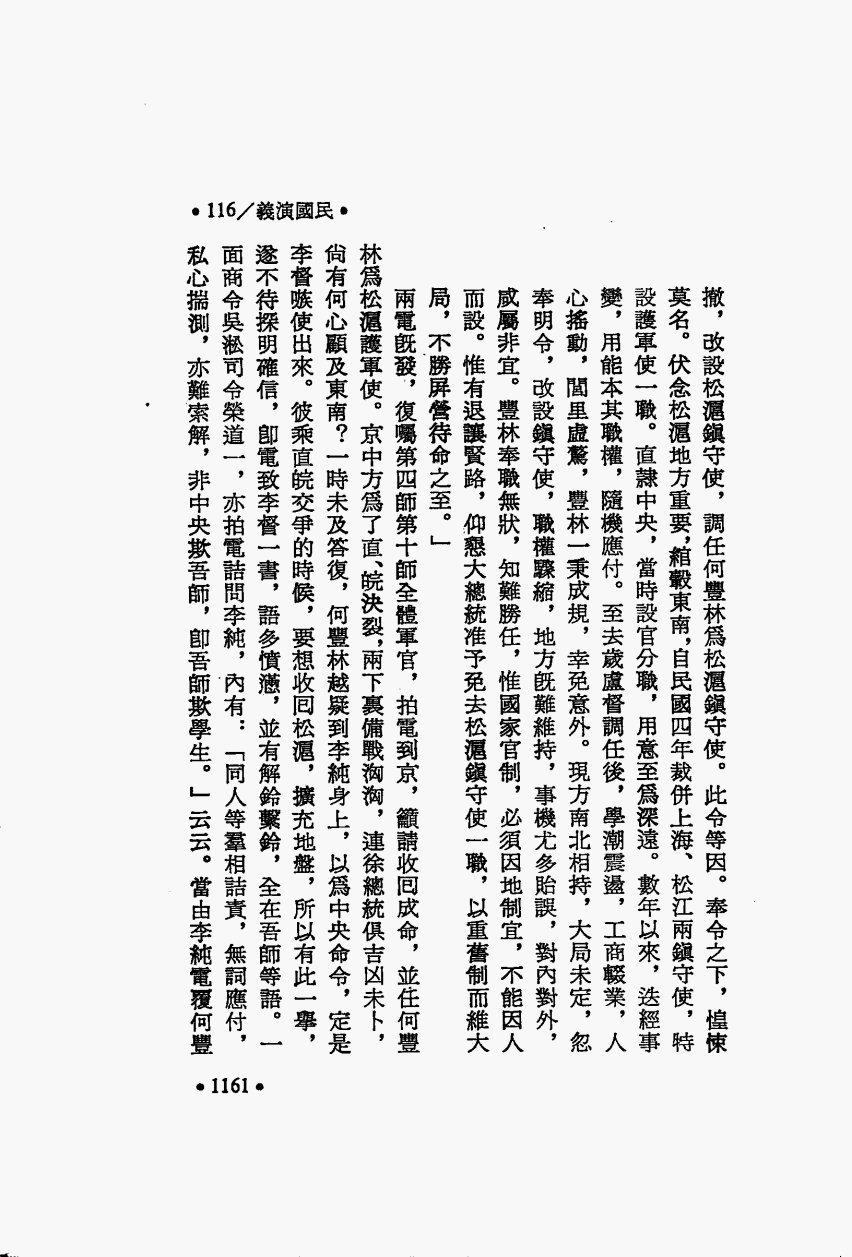 •116／義演國民•
撤，改設松滬鎭守使，調任何豐林爲松滬鎭守使。此令等因。奉令之下，惶悚
莫名。伏念松滬地方重要，綰轂東南，自民國四年裁併上海、松江兩鎭守使，特
設護軍使一職。直隸中央，當時設官分職，用意至爲深遠。數年以來，迭經事
變，用能本其職權，隨機應付。至去歲盧督調任後，學潮震盪，工商輟業，人
心搖動，閭里虛驚，豐林一秉成規，幸免意外。現方南北相持，大局未定，忽
奉明令，改設鎭守使，職權驟縮，地方旣難維持，事機尤多貽誤，對內對外，
咸屬非宜。豐林奉職無狀，知難勝任，惟國家官制，必須因地制宜，不能因人
而設。惟有退讓賢路，仰懇大總統准予免去松滬鎭守使一職，以重舊制而維大
局，不勝屛營待命之至。」
兩電旣發，復囑第四師第十師全體軍官，拍電到京，籲請收回成命，並任何豐
林爲松滬護軍使。京中方爲了直、皖決裂，兩下裏備戰洶洶，連徐總統俱吉凶未卜，
尙有何心顧及東南？一時未及答復，何豐林越疑到李純身上，以爲中央命令，定是
李督嗾使出來。彼乘直皖交爭的時候，要想收回松滬，擴充地盤，所以有此一舉，
遂不待探明確信，卽電致李督一書，語多憤懣，並有解鈴繫鈴，全在吾師等語。一
面商令吳淞司令榮道一，亦拍電詰問李純，內有：「同人等羣相詰責，無詞應付，
私心揣測，亦難索解，非中央欺吾師，卽吾師欺學生。」云云。當由李純電覆何豐
•1161•